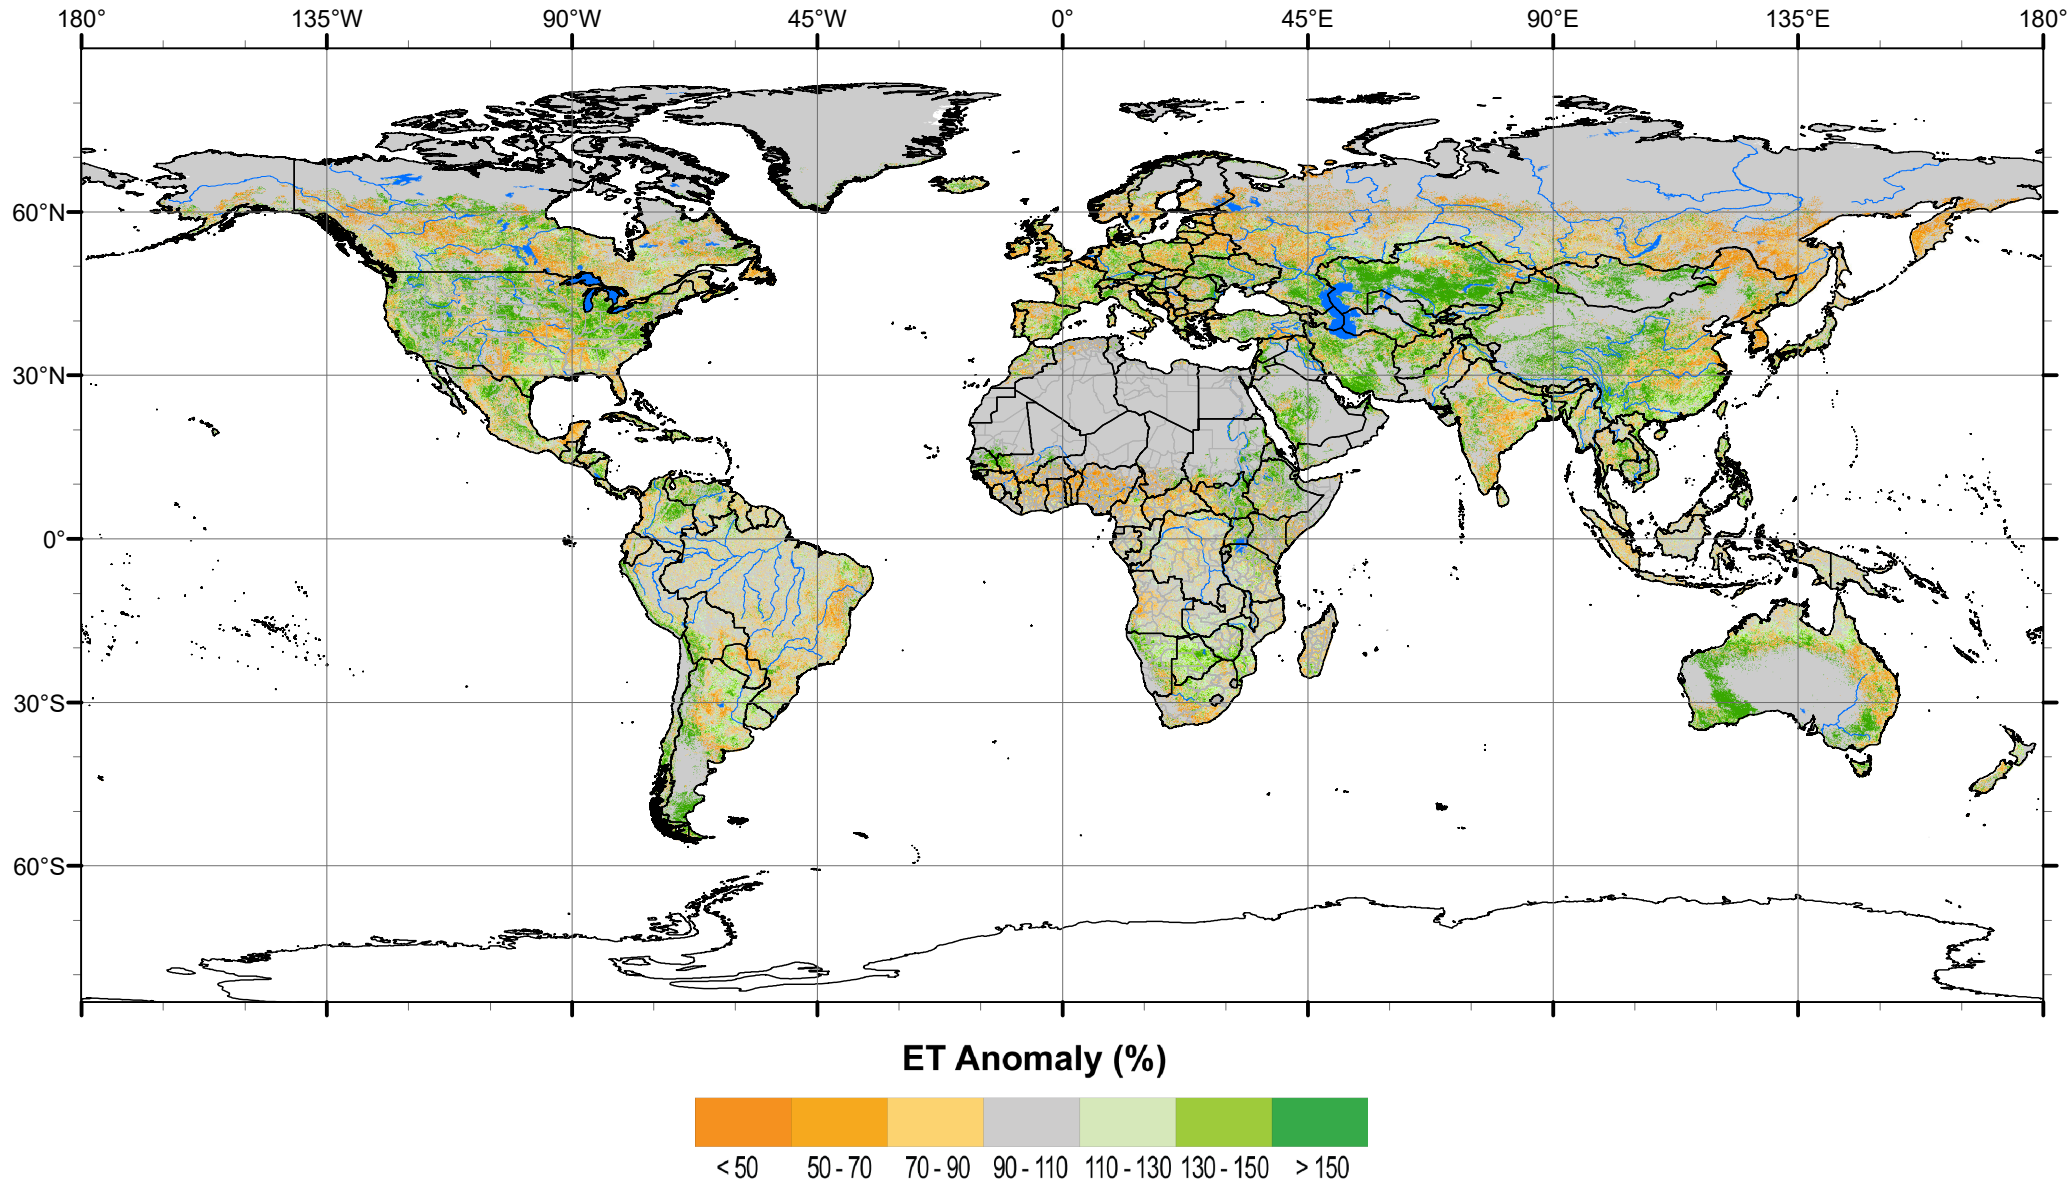 180° 135°W 90°W 45°W 0° 45°E 90°E 135°E 180°
60°N
30°N
0°
30°S
60°S
ET Anomaly (%)
< 50 50 - 70 70 - 90 90 - 110 110 - 130 130 - 150 > 150